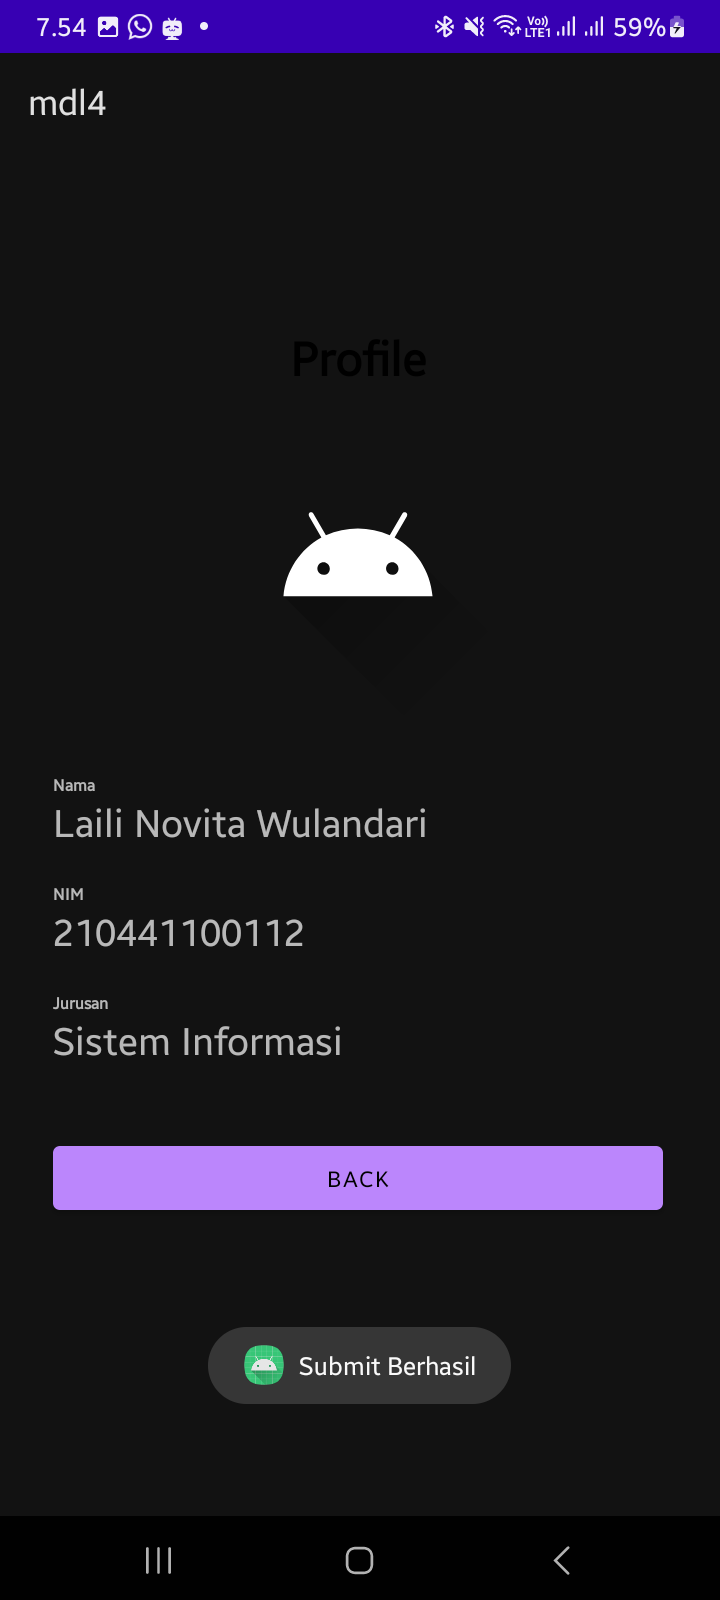 7.54
Vo)) LTE1
59%
mdl4
Profile
Nama
Laili Novita Wulandari
NIM
210441100112
Jurusan
Sistem Informasi
BACK
Submit Berhasil